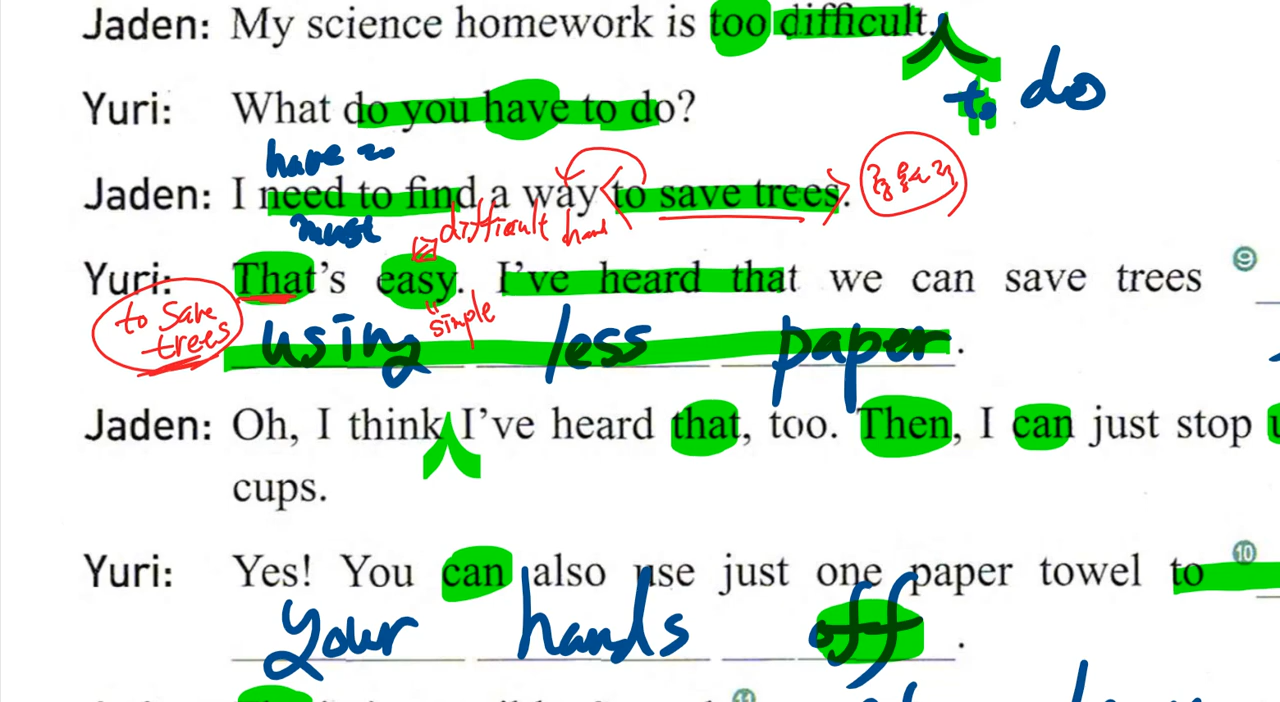 Jaden: My science homework is too difficult.
to do
Yuri: What do you have to do?
have to
Jaden: I need to find a way to save trees.
must
difficult hard
Yuri: That's easy. I've heard that we can save trees ⑨
to save trees
simple
using less paper.
Jaden: Oh, I think I've heard that, too. Then, I can just stop
cups.
Yuri: Yes! You can also use just one paper towel to ⑩
your hands off.
⑪